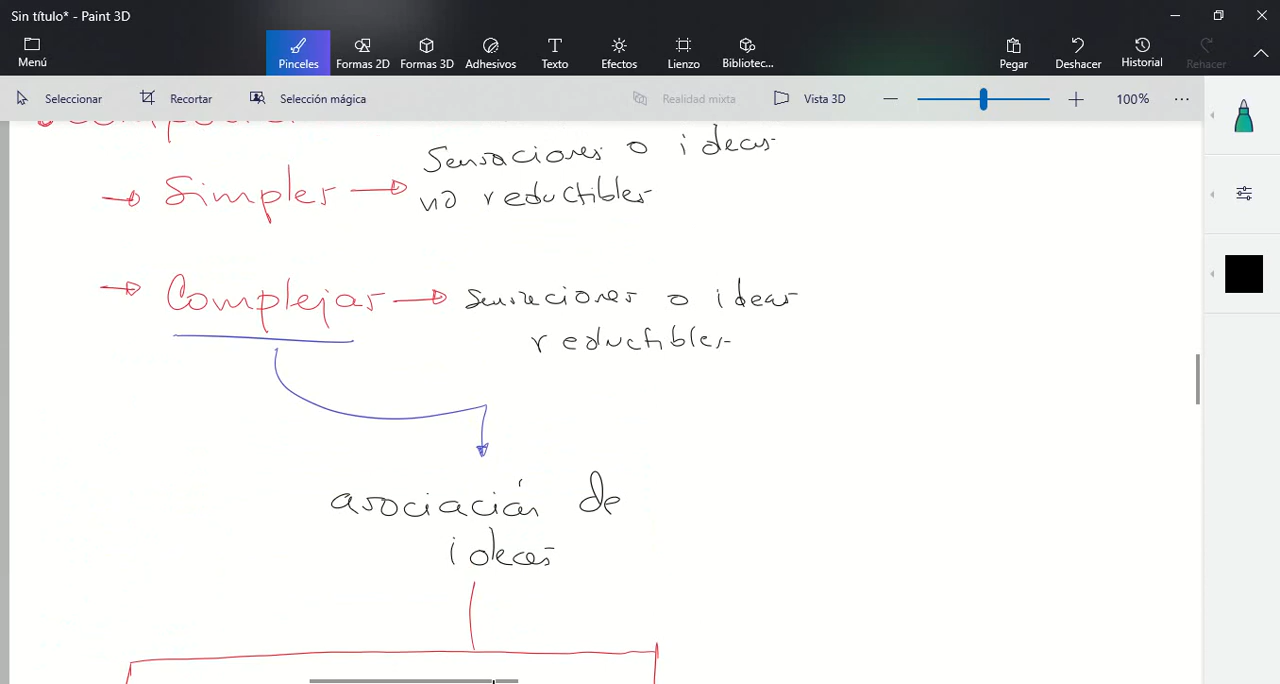 Sin título* - Paint 3D
Menú
Pinceles
Formas 2D
Formas 3D
Adhesivos
Texto
Efectos
Lienzo
Bibliotec...
Pegar
Deshacer
Historial
Rehacer
Seleccionar
Recortar
Selección mágica
Realidad mixta
Vista 3D
100%
Sensaciones o ideas
→ Simples → no reductibles
→ Complejas → sensaciones o ideas
reductibles
asociación de
ideas